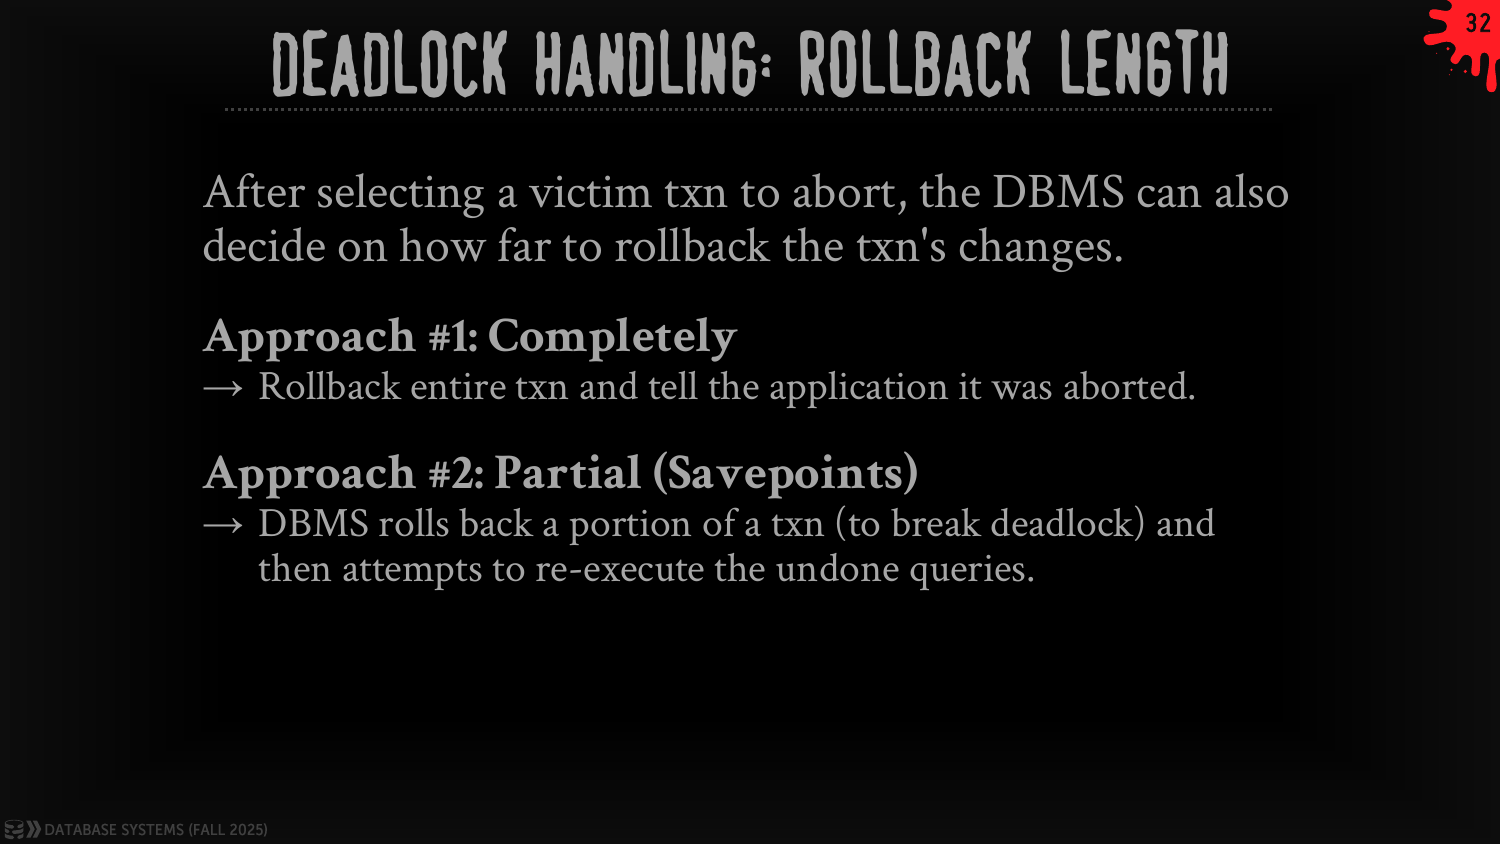 32
DEADLOCK HANDLING: ROLLBACK LENGTH
After selecting a victim txn to abort, the DBMS can also
decide on how far to rollback the txn's changes.
Approach #1: Completely
→ Rollback entire txn and tell the application it was aborted.
Approach #2: Partial (Savepoints)
→ DBMS rolls back a portion of a txn (to break deadlock) and
then attempts to re-execute the undone queries.
DATABASE SYSTEMS (FALL 2025)